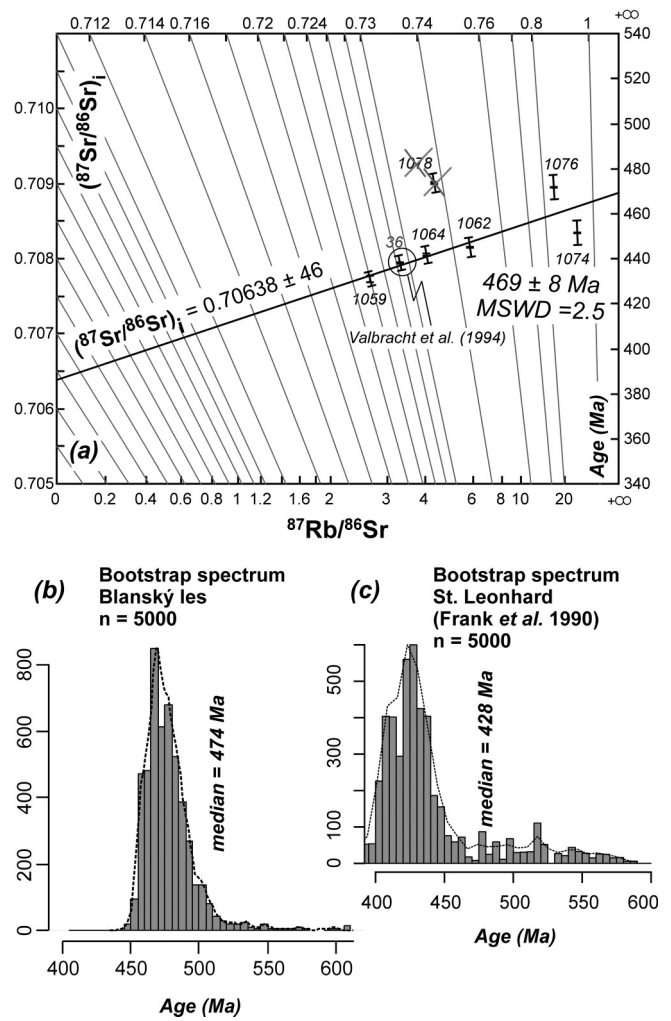 0.712 0.714 0.716 0.72 0.724 0.73 0.74 0.76 0.8 1 +∞
540
520
500
480
460
440
420
400
380
360
340
0.710
0.709
0.708
0.707
0.706
0.705
(⁸⁷Sr/⁸⁶Sr)i
1078
1076
36
1064
1062
1074
1059
(⁸⁷Sr/⁸⁶Sr)i = 0.70638 ± 46
469 ± 8 Ma
MSWD =2.5
Valbracht et al. (1994)
Age (Ma)
(a)
0 0.2 0.4 0.6 0.8 1 1.2 1.6 2 3 4 6 8 10 20 +∞
⁸⁷Rb/⁸⁶Sr
(b)
Bootstrap spectrum
Blanský les
n = 5000
800
600
400
200
0
median = 474 Ma
400 450 500 550 600
Age (Ma)
(c)
Bootstrap spectrum
St. Leonhard
(Frank et al. 1990)
n = 5000
500
300
100
0
median = 428 Ma
400 450 500 550 600
Age (Ma)